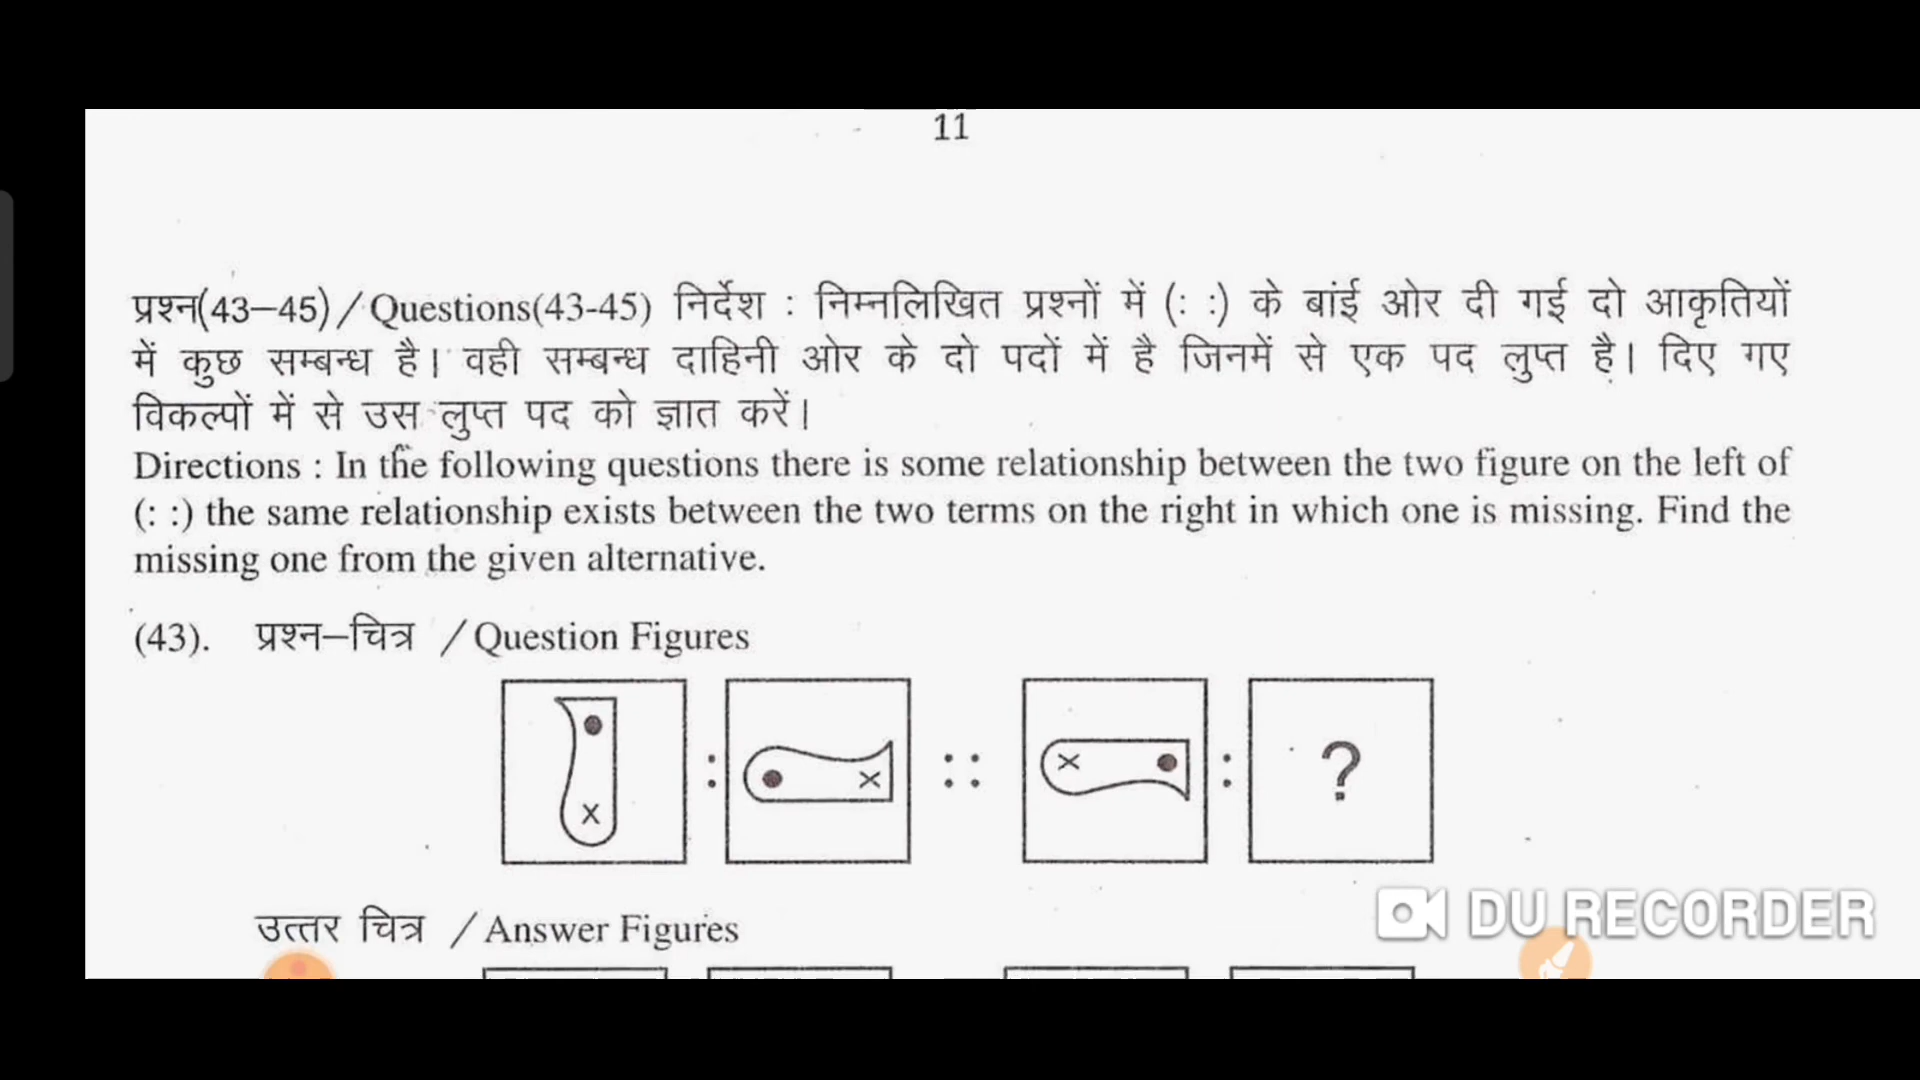 11
प्रश्न(43–45) / Questions(43-45) निर्देश : निम्नलिखित प्रश्नों में (: :) के बांई ओर दी गई दो आकृतियों
में कुछ सम्बन्ध है। वही सम्बन्ध दाहिनी ओर के दो पदों में है जिनमें से एक पद लुप्त है। दिए गए
विकल्पों में से उस लुप्त पद को ज्ञात करें।
Directions : In the following questions there is some relationship between the two figure on the left of
(: :) the same relationship exists between the two terms on the right in which one is missing. Find the
missing one from the given alternative.
(43). प्रश्न–चित्र / Question Figures
x : x :: x : ?
DU RECORDER
उत्तर चित्र / Answer Figures